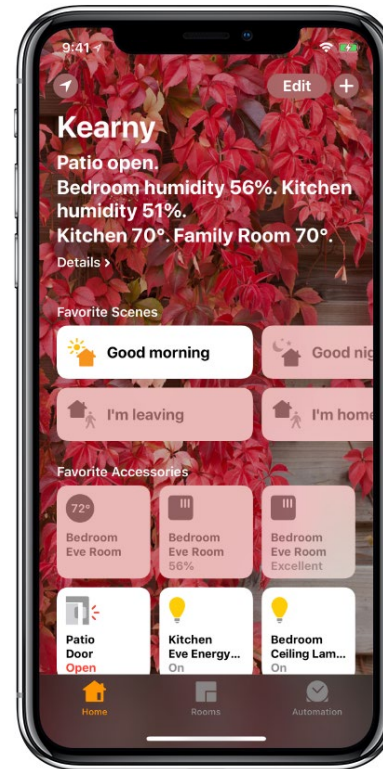 9:41
Edit
Kearny
Patio open.
Bedroom humidity 56%. Kitchen
humidity 51%.
Kitchen 70°. Family Room 70°.
Details >
Favorite Scenes
Good morning
Good nig
I'm leaving
I'm home
Favorite Accessories
72°
Bedroom
Eve Room
Bedroom
Eve Room
56%
Bedroom
Eve Room
Excellent
Patio
Door
Open
Kitchen
Eve Energy...
On
Bedroom
Ceiling Lam...
On
Home
Rooms
Automation